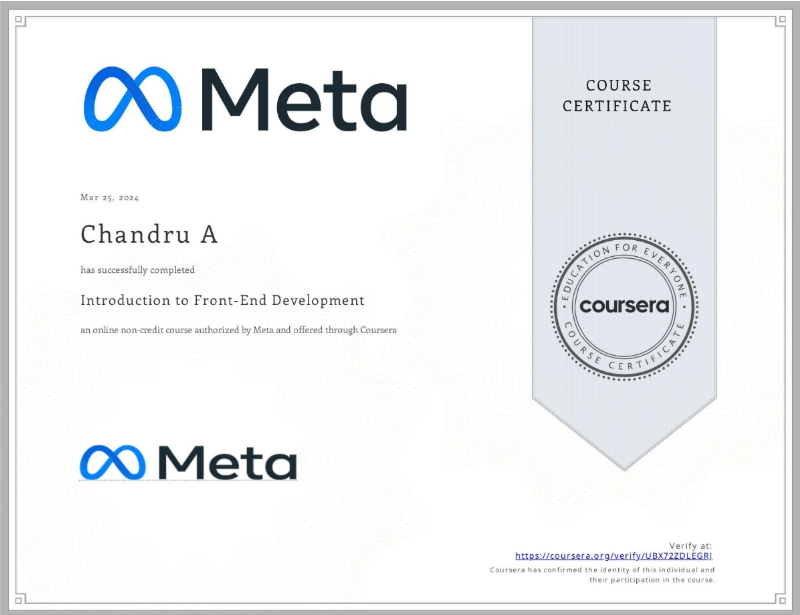 Meta
COURSE
CERTIFICATE
Mar 25, 2024
Chandru A
has successfully completed
Introduction to Front-End Development
an online non-credit course authorized by Meta and offered through Coursera
EDUCATION FOR EVERYONE
coursera
COURSE CERTIFICATE
Meta
Verify at:
https://coursera.org/verify/UBX72ZDLEGRJ
Coursera has confirmed the identity of this individual and
their participation in the course.